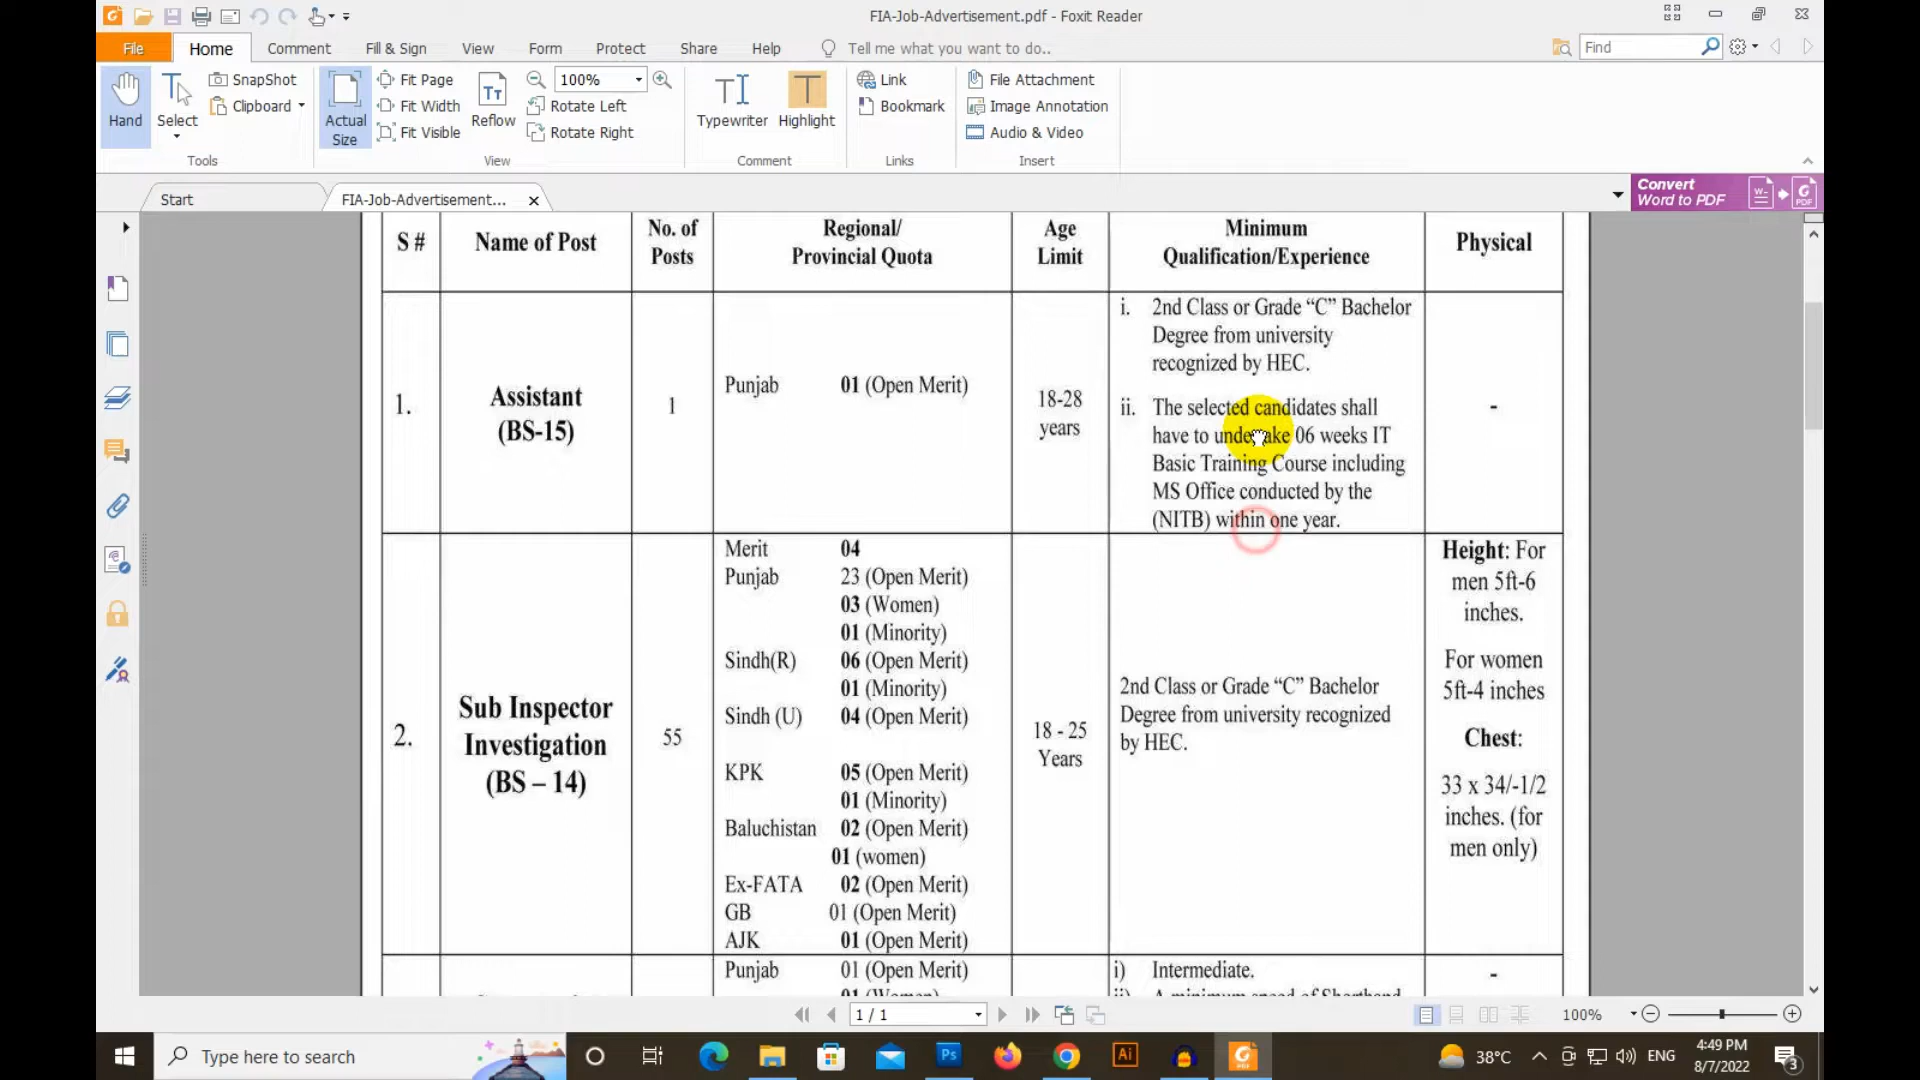 FIA-Job-Advertisement.pdf - Foxit Reader
File Home Comment Fill & Sign View Form Protect Share Help Tell me what you want to do.. Find
Hand
Select
SnapShot
Clipboard
Tools
Actual
Size
Fit Page
Fit Width
Fit Visible
Reflow
100%
Rotate Left
Rotate Right
View
Typewriter
Highlight
Comment
Link
Bookmark
Links
File Attachment
Image Annotation
Audio & Video
Insert
Start
FIA-Job-Advertisement...
Convert
Word to PDF
S #
Name of Post
No. of
Posts
Regional/
Provincial Quota
Age
Limit
Minimum
Qualification/Experience
Physical
1.
Assistant
(BS-15)
1
Punjab 01 (Open Merit)
18-28
years
i. 2nd Class or Grade “C” Bachelor
Degree from university
recognized by HEC.
ii. The selected candidates shall
have to undertake 06 weeks IT
Basic Training Course including
MS Office conducted by the
(NITB) within one year.
-
2.
Sub Inspector
Investigation
(BS – 14)
55
Merit 04
Punjab 23 (Open Merit)
03 (Women)
01 (Minority)
Sindh(R) 06 (Open Merit)
01 (Minority)
Sindh (U) 04 (Open Merit)
KPK 05 (Open Merit)
01 (Minority)
Baluchistan 02 (Open Merit)
01 (women)
Ex-FATA 02 (Open Merit)
GB 01 (Open Merit)
AJK 01 (Open Merit)
18 - 25
Years
2nd Class or Grade “C” Bachelor
Degree from university recognized
by HEC.
Height: For
men 5ft-6
inches.
For women
5ft-4 inches
Chest:
33 x 34/-1/2
inches. (for
men only)
Punjab 01 (Open Merit)
01 (Women)
i) Intermediate.
ii) A minimum speed of Shorthand
-
1 / 1
100%
Type here to search
Ps
Ai
38°C
ENG
4:49 PM
8/7/2022
3